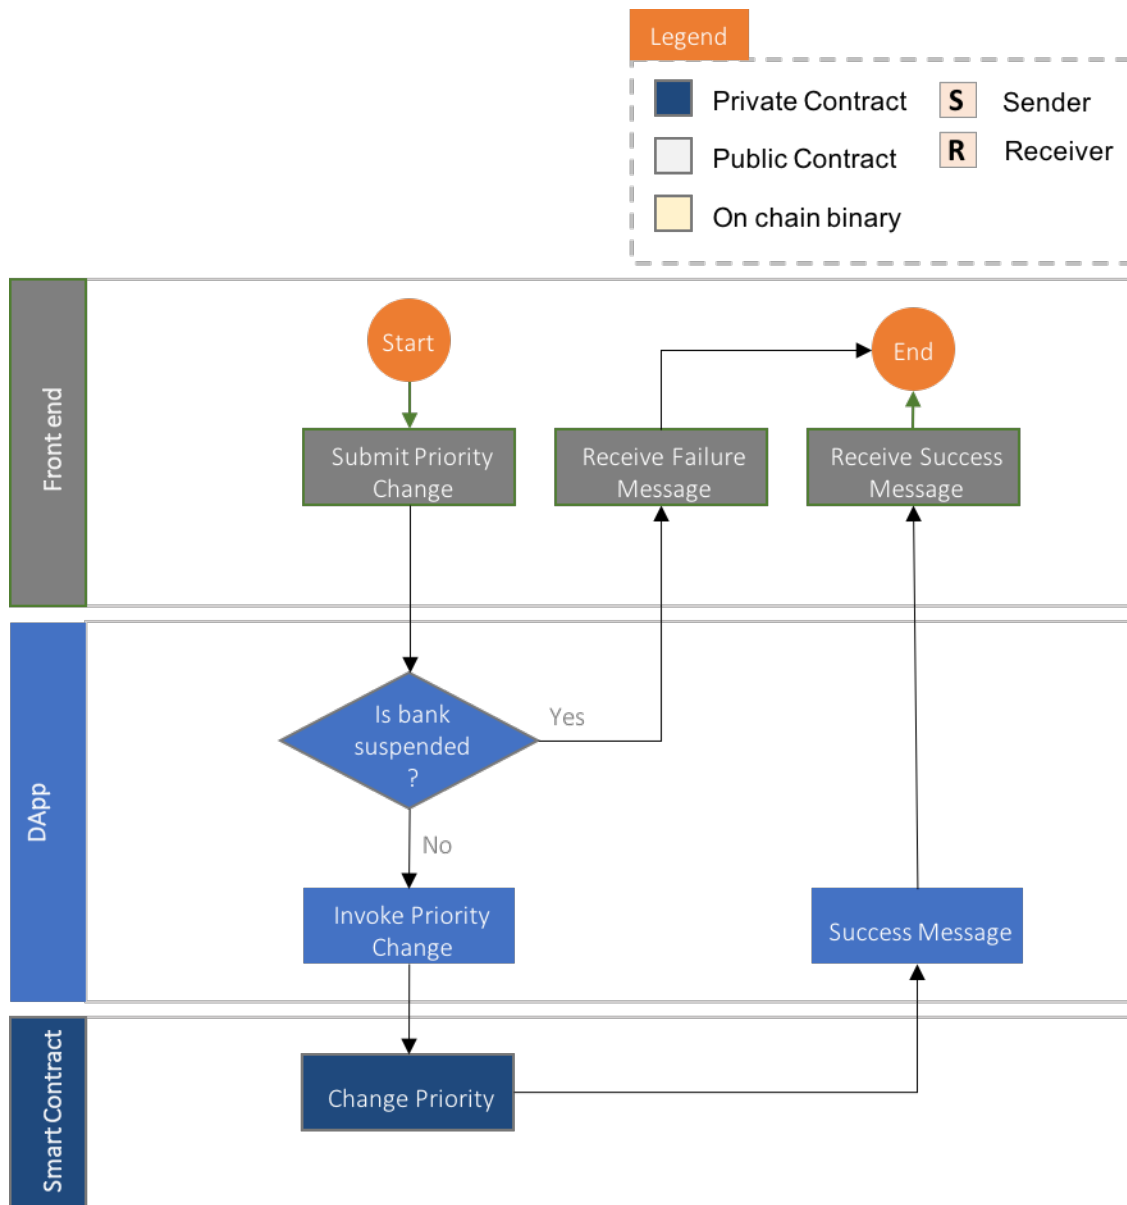 Legend
Private Contract
S
Sender
Public Contract
R
Receiver
On chain binary
Front end
Start
End
Submit Priority
Change
Receive Failure
Message
Receive Success
Message
DApp
Is bank
suspended
?
Yes
No
Invoke Priority
Change
Success Message
Smart Contract
Change Priority